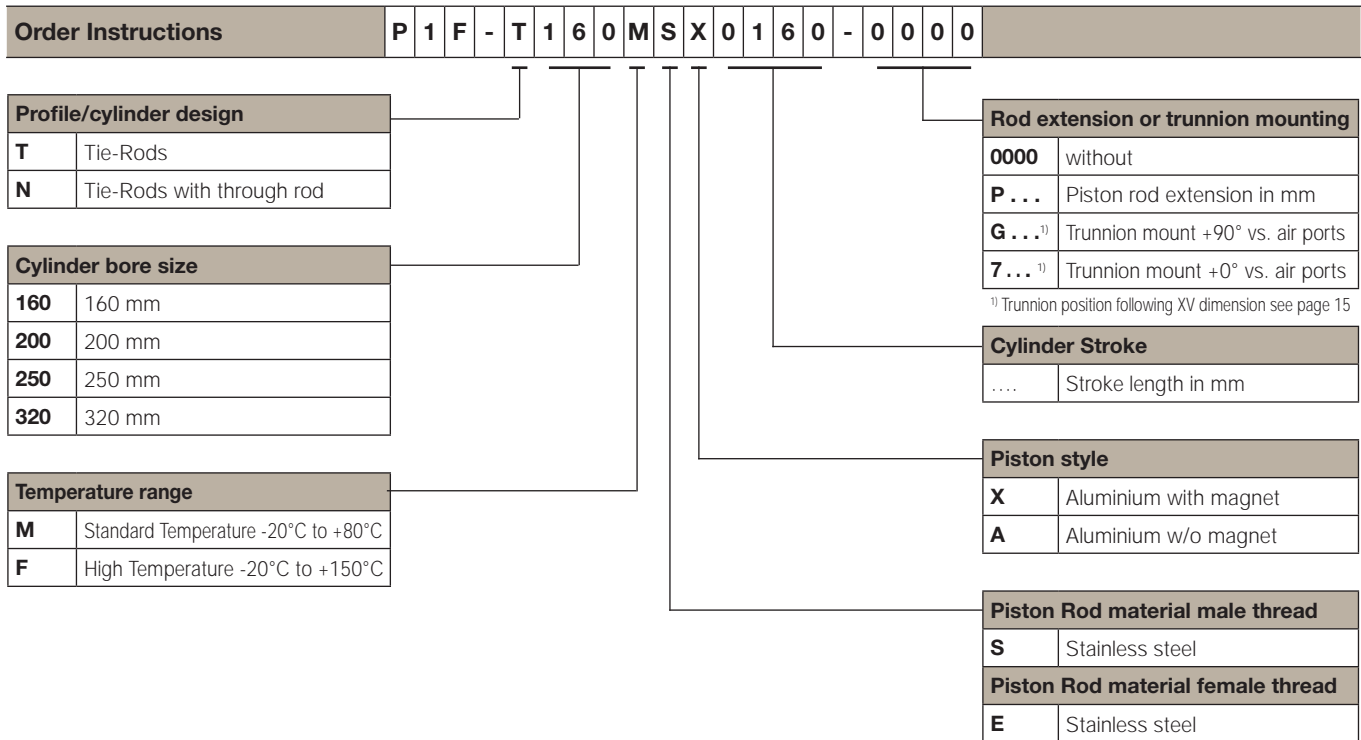 Order Instructions P 1 F - T 1 6 0 M S X 0 1 6 0 - 0 0 0 0
Profile/cylinder design
T Tie-Rods
N Tie-Rods with through rod
Cylinder bore size
160 160 mm
200 200 mm
250 250 mm
320 320 mm
Temperature range
M Standard Temperature -20°C to +80°C
F High Temperature -20°C to +150°C
Rod extension or trunnion mounting
0000 without
P . . . Piston rod extension in mm
G . . .¹⁾ Trunnion mount +90° vs. air ports
7 . . . ¹⁾ Trunnion mount +0° vs. air ports
¹⁾ Trunnion position following XV dimension see page 15
Cylinder Stroke
.... Stroke length in mm
Piston style
X Aluminium with magnet
A Aluminium w/o magnet
Piston Rod material male thread
S Stainless steel
Piston Rod material female thread
E Stainless steel